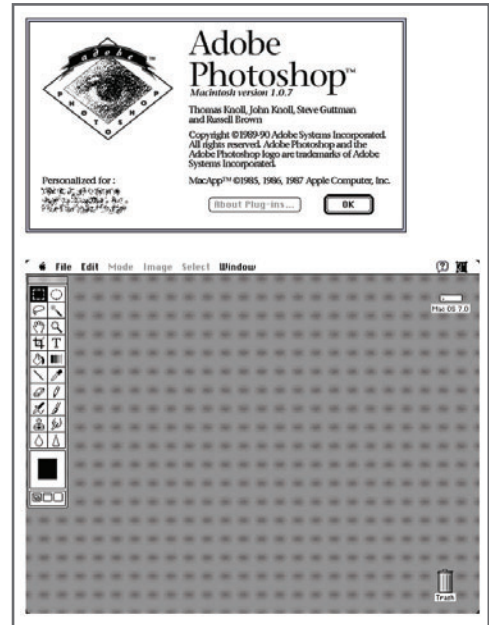 adobe™
PHOTOSHOP
Adobe
Photoshop™
Macintosh version 1.0.7
Thomas Knoll, John Knoll, Steve Guttman
and Russell Brown
Copyright ©1989-90 Adobe Systems Incorporated.
All rights reserved. Adobe Photoshop and the
Adobe Photoshop logo are trademarks of Adobe
Systems Incorporated.
MacApp™ ©1985, 1986, 1987 Apple Computer, Inc.
Personalized for :
About Plug-ins...
OK
File Edit Mode Image Select Window
Mac OS 7.0
T
Trash